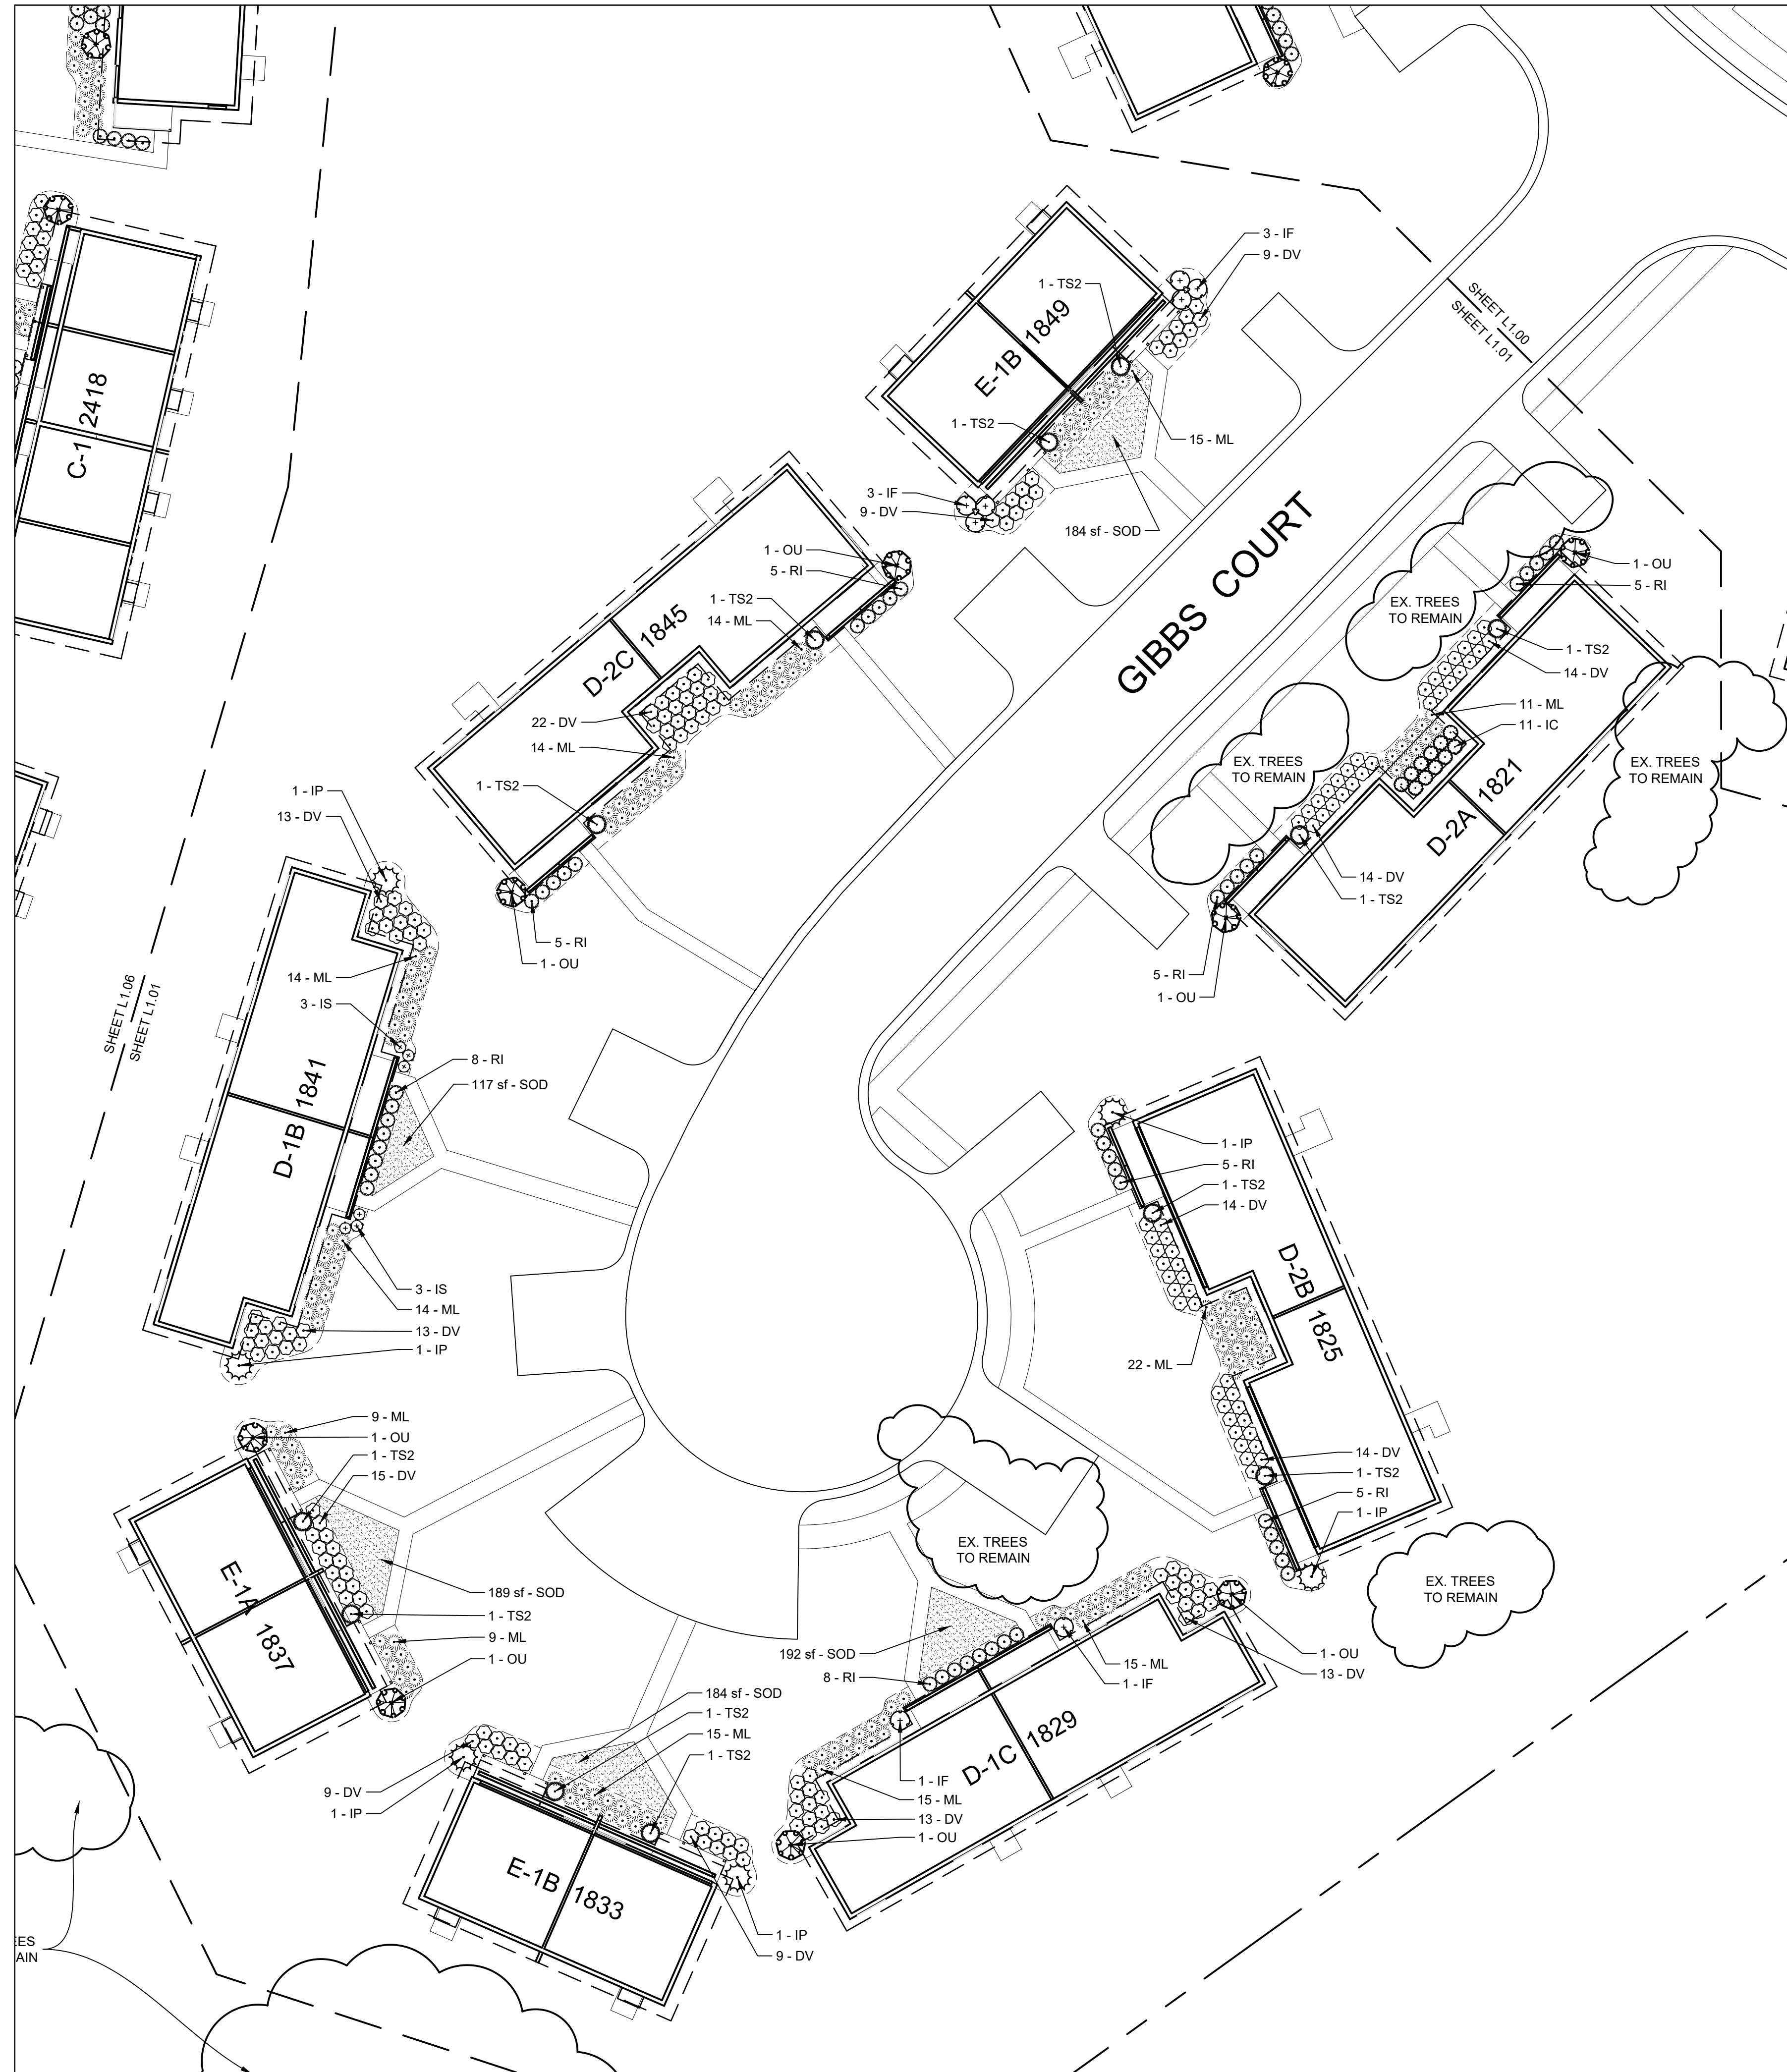 3 - IF
9 - DV
1 - TS2
SHEET L1.00
SHEET L1.01
E-1B 1849
C-1 2418
1 - TS2
15 - ML
3 - IF
9 - DV
184 sf - SOD
GIBBS COURT
1 - OU
5 - RI
1 - TS2
14 - ML
D-2C 1845
22 - DV
14 - ML
1 - TS2
5 - RI
1 - OU
1 - OU
5 - RI
EX. TREES
TO REMAIN
1 - TS2
14 - DV
11 - ML
11 - IC
EX. TREES
TO REMAIN
EX. TREES
TO REMAIN
D-2A 1821
14 - DV
1 - TS2
5 - RI
1 - OU
1 - IP
13 - DV
14 - ML
3 - IS
SHEET L1.06
SHEET L1.01
8 - RI
117 sf - SOD
D-1B 1841
3 - IS
14 - ML
13 - DV
1 - IP
1 - IP
5 - RI
1 - TS2
14 - DV
D-2B 1825
22 - ML
14 - DV
1 - TS2
5 - RI
1 - IP
9 - ML
1 - OU
1 - TS2
15 - DV
E-1A 1837
189 sf - SOD
1 - TS2
9 - ML
1 - OU
EX. TREES
TO REMAIN
EX. TREES
TO REMAIN
192 sf - SOD
8 - RI
15 - ML
1 - IF
1 - OU
13 - DV
D-1C 1829
1 - IF
15 - ML
13 - DV
1 - OU
184 sf - SOD
1 - TS2
15 - ML
1 - TS2
9 - DV
1 - IP
E-1B 1833
1 - IP
9 - DV